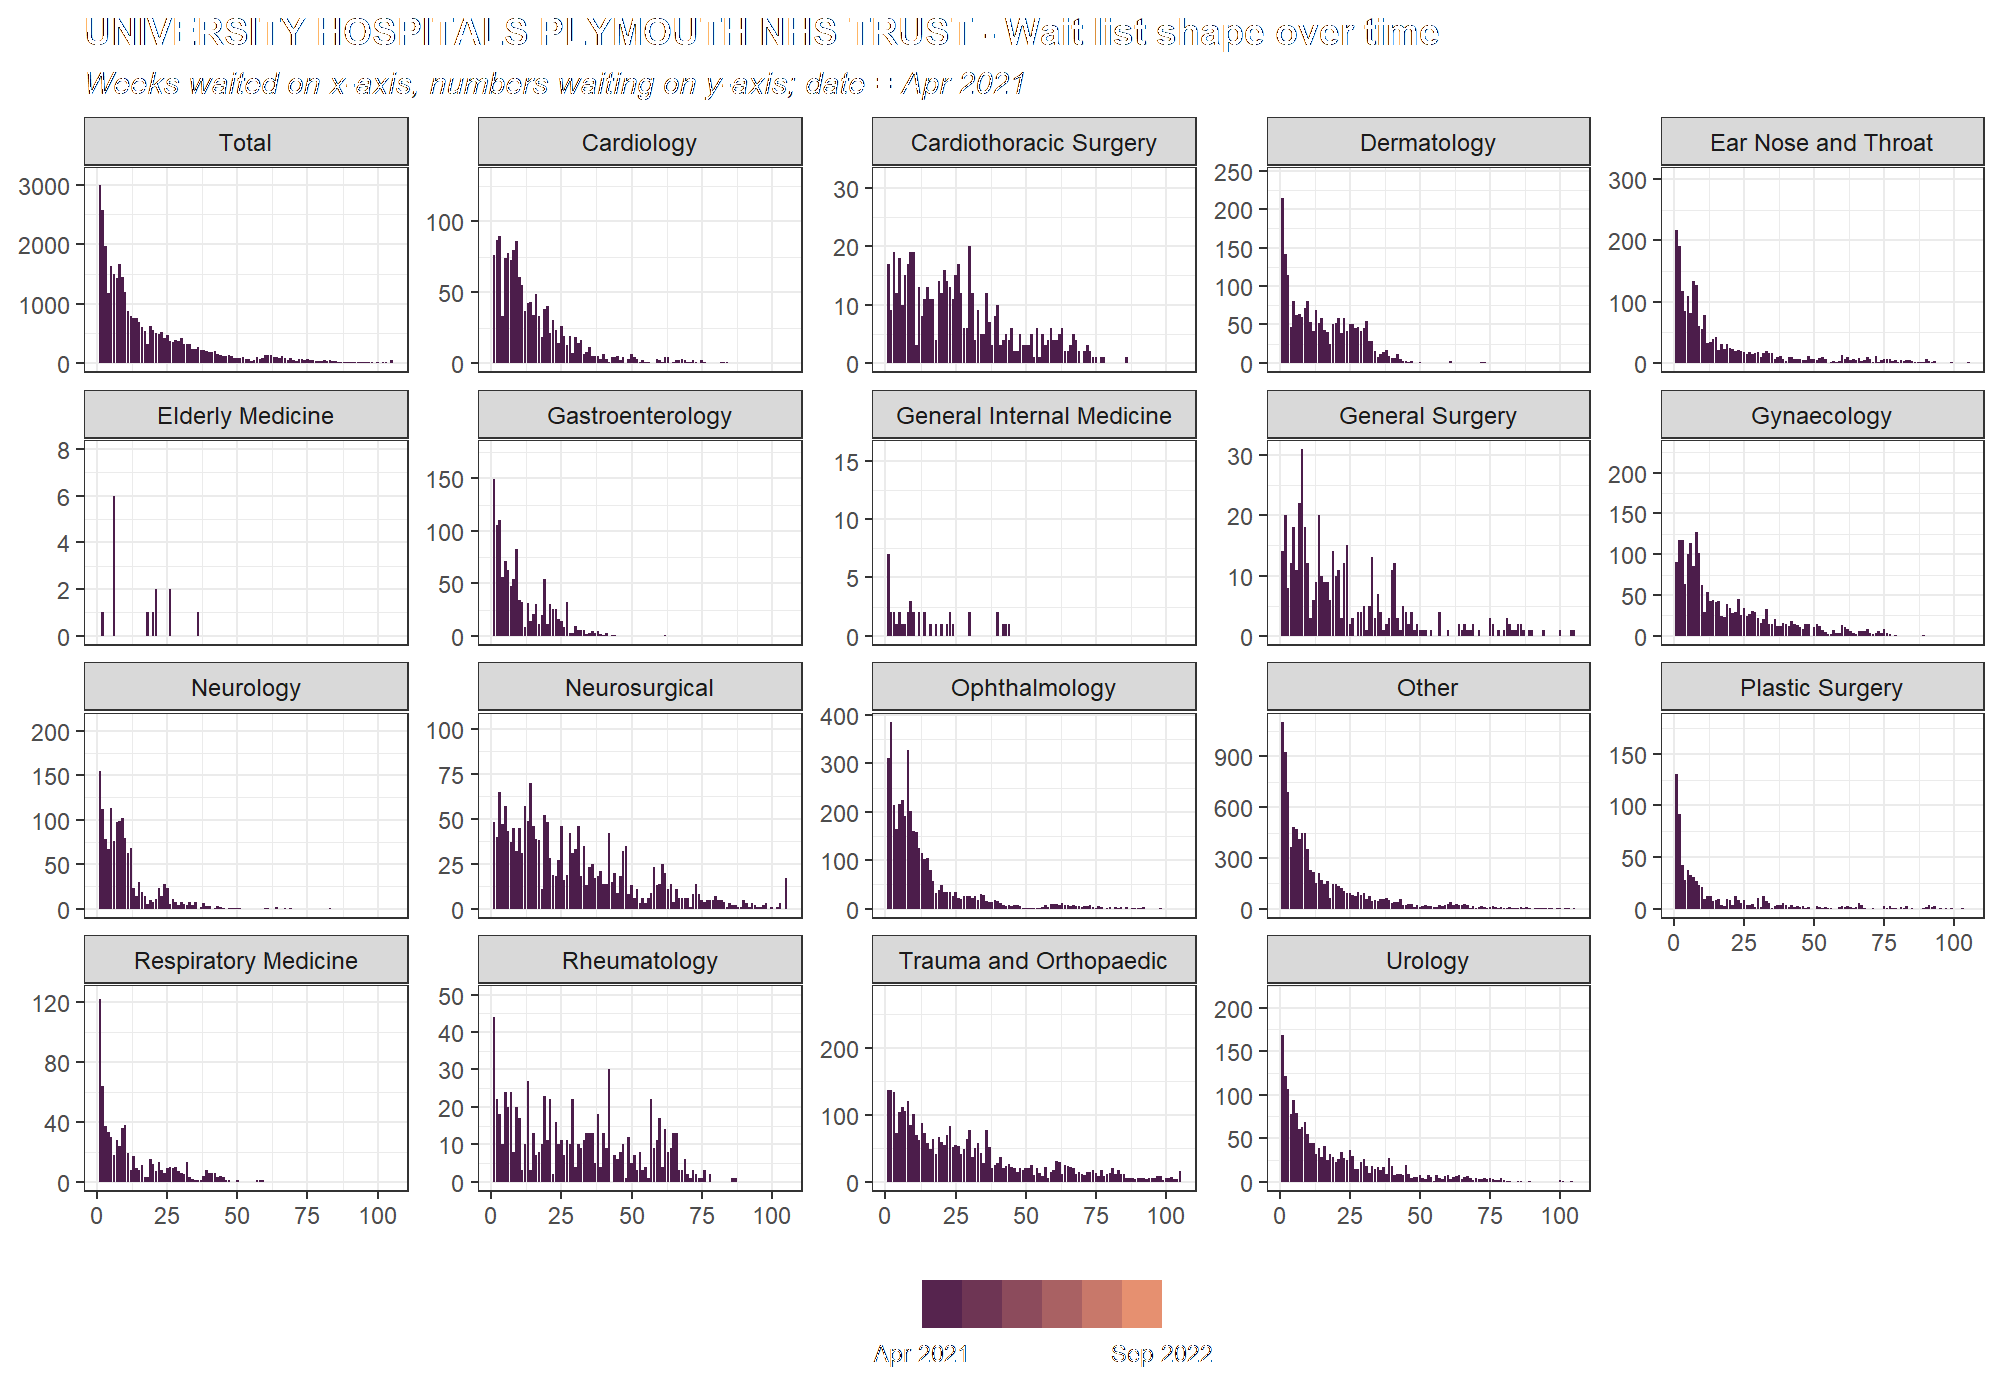 UNIVERSITY HOSPITALS PLYMOUTH NHS TRUST - Wait list shape over time
Weeks waited on x-axis, numbers waiting on y-axis; date = Apr 2021
Total Cardiology Cardiothoracic Surgery Dermatology Ear Nose and Throat
3000 2000 1000 0
100 50 0
30 20 10 0
250 200 150 100 50 0
300 200 100 0
Elderly Medicine Gastroenterology General Internal Medicine General Surgery Gynaecology
8 6 4 2 0
150 100 50 0
15 10 5 0
30 20 10 0
200 150 100 50 0
Neurology Neurosurgical Ophthalmology Other Plastic Surgery
200 150 100 50 0
100 75 50 25 0
400 300 200 100 0
900 600 300 0
150 100 50 0
0 25 50 75 100
Respiratory Medicine Rheumatology Trauma and Orthopaedic Urology
120 80 40 0
50 40 30 20 10 0
200 100 0
200 150 100 50 0
0 25 50 75 100 0 25 50 75 100 0 25 50 75 100 0 25 50 75 100
Apr 2021 Sep 2022